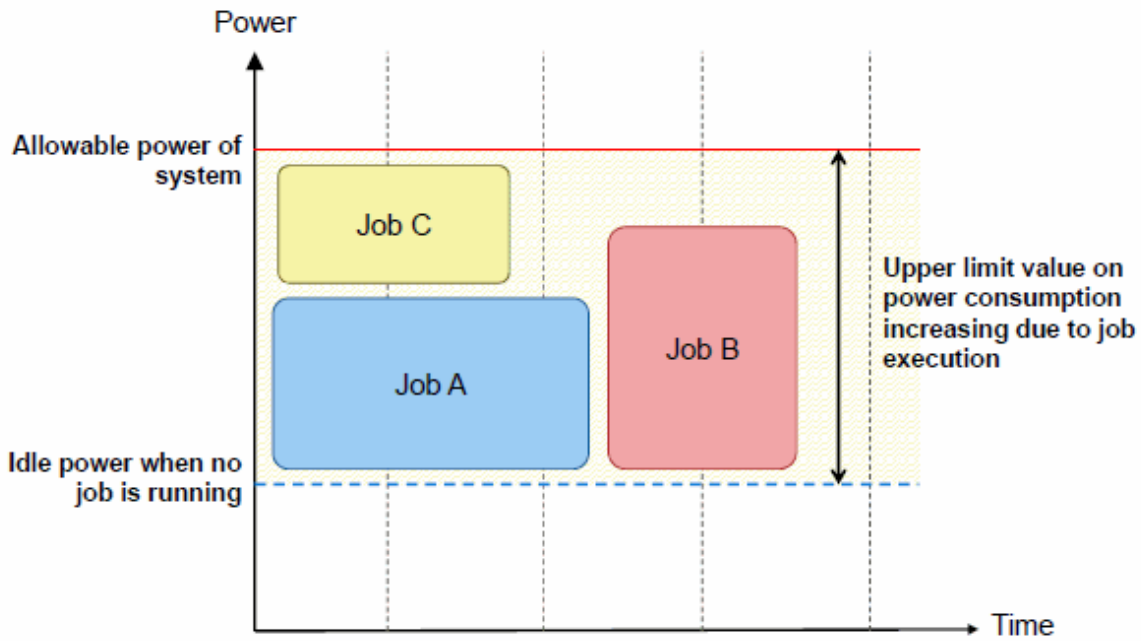 Power
Allowable power of
system
Job C
Upper limit value on
power consumption
increasing due to job
execution
Job B
Job A
Idle power when no
job is running
Time